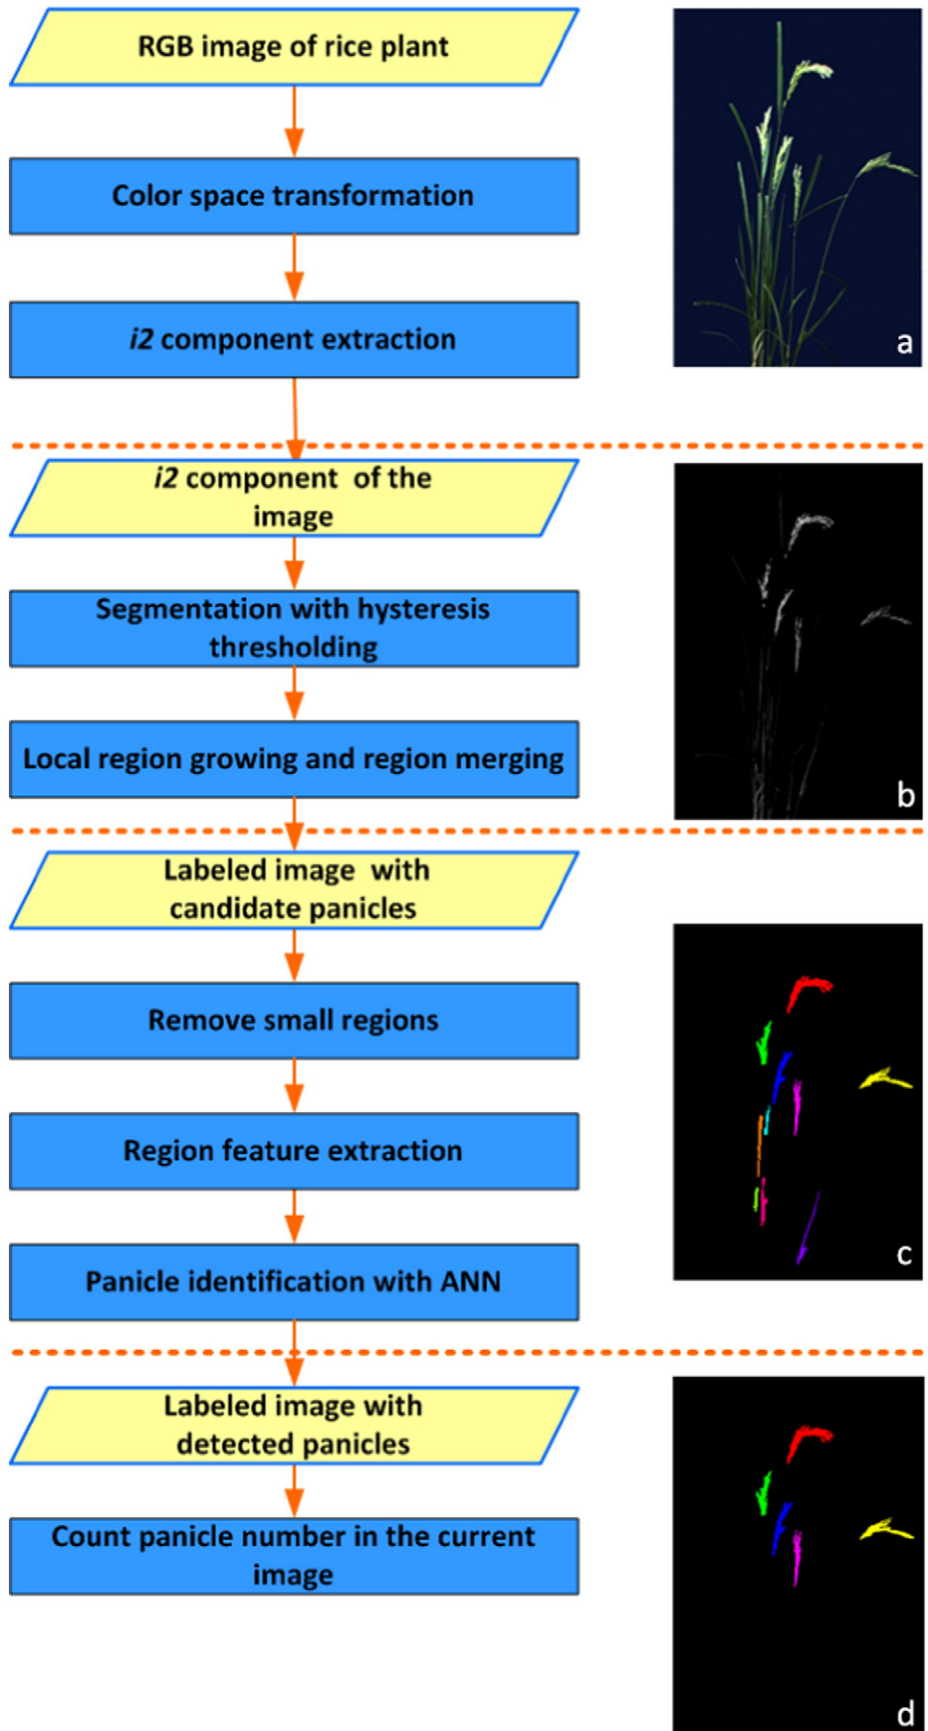 RGB image of rice plant
Color space transformation
i2 component extraction
a
i2 component of the
image
Segmentation with hysteresis
thresholding
Local region growing and region merging
b
Labeled image with
candidate panicles
Remove small regions
Region feature extraction
Panicle identification with ANN
c
Labeled image with
detected panicles
Count panicle number in the current
image
d